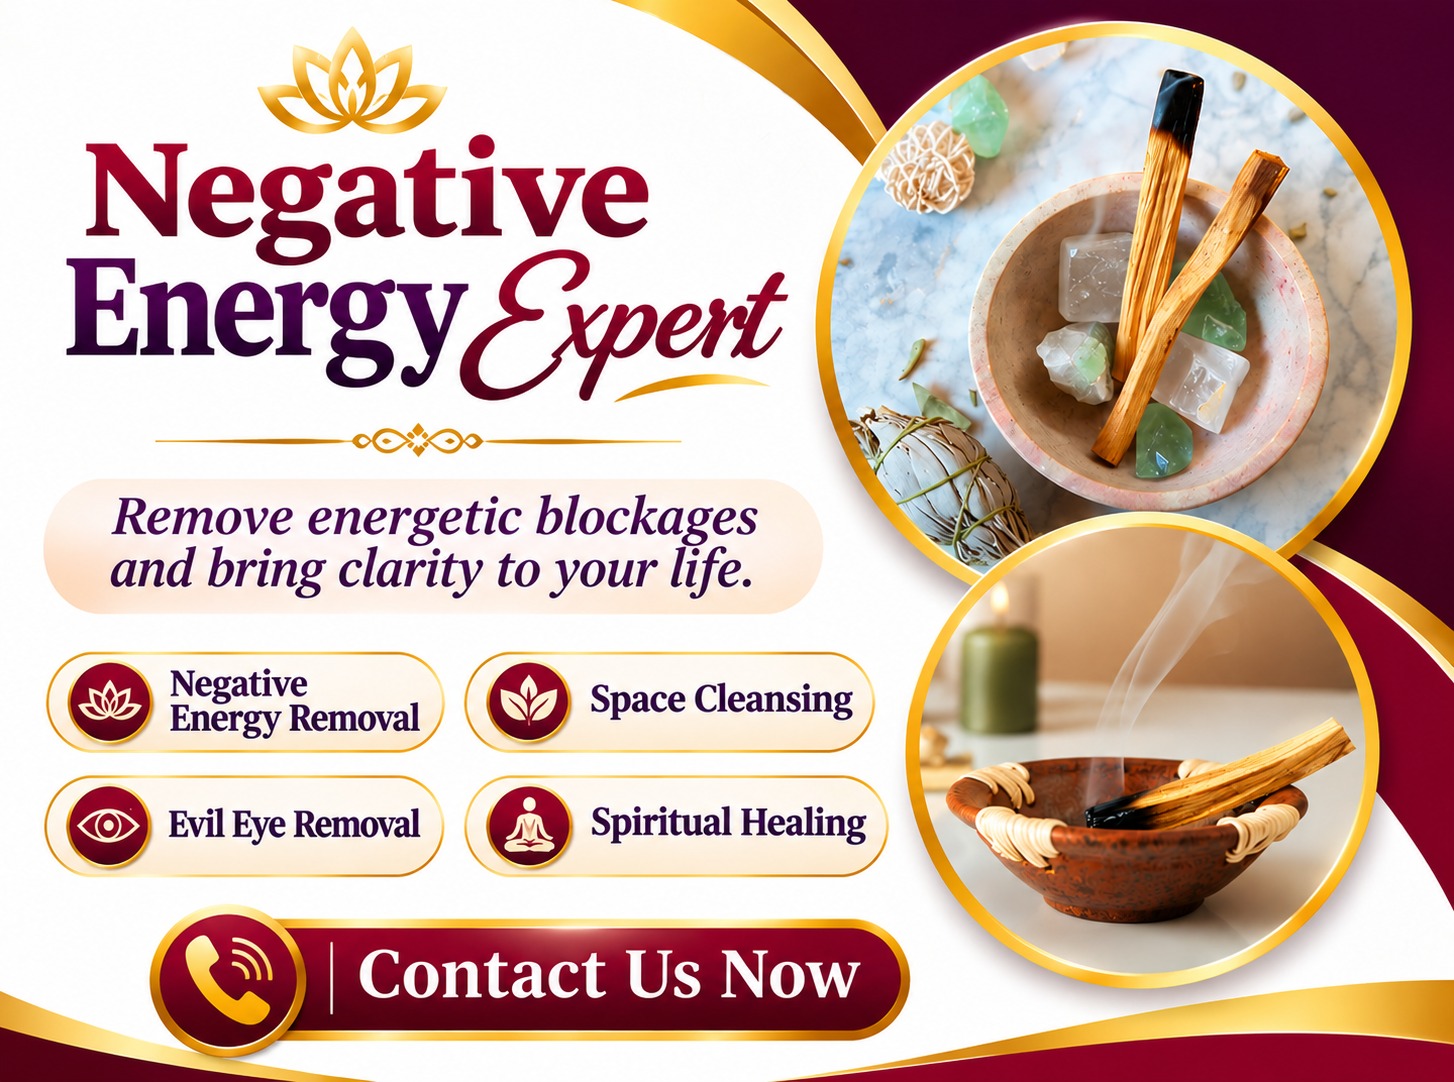 Negative
Energy Expert
Remove energetic blockages
and bring clarity to your life.
Negative
Energy Removal
Space Cleansing
Evil Eye Removal
Spiritual Healing
Contact Us Now